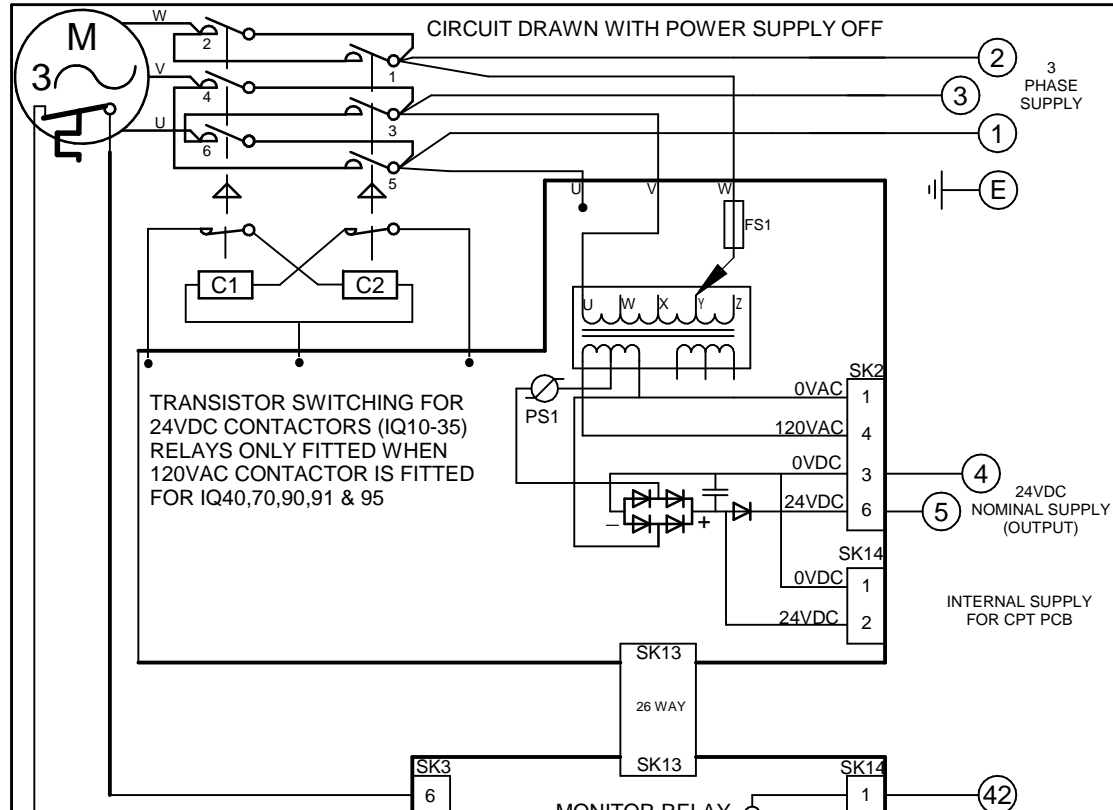 CIRCUIT DRAWN WITH POWER SUPPLY OFF
M
3
W
V
U
2
4
6
1
3
5
2
3
1
E
3
PHASE
SUPPLY
U
V
W
FS1
C1
C2
U
W
X
Y
Z
TRANSISTOR SWITCHING FOR
24VDC CONTACTORS (IQ10-35)
RELAYS ONLY FITTED WHEN
120VAC CONTACTOR IS FITTED
FOR IQ40,70,90,91 & 95
PS1
SK2
0VAC 1
120VAC 4
0VDC 3
24VDC 6
– +
4
5
24VDC
NOMINAL SUPPLY
(OUTPUT)
SK14
0VDC 1
24VDC 2
INTERNAL SUPPLY
FOR CPT PCB
SK13
26 WAY
SK13
SK3
6
MONITOR RELAY
SK14
1
42